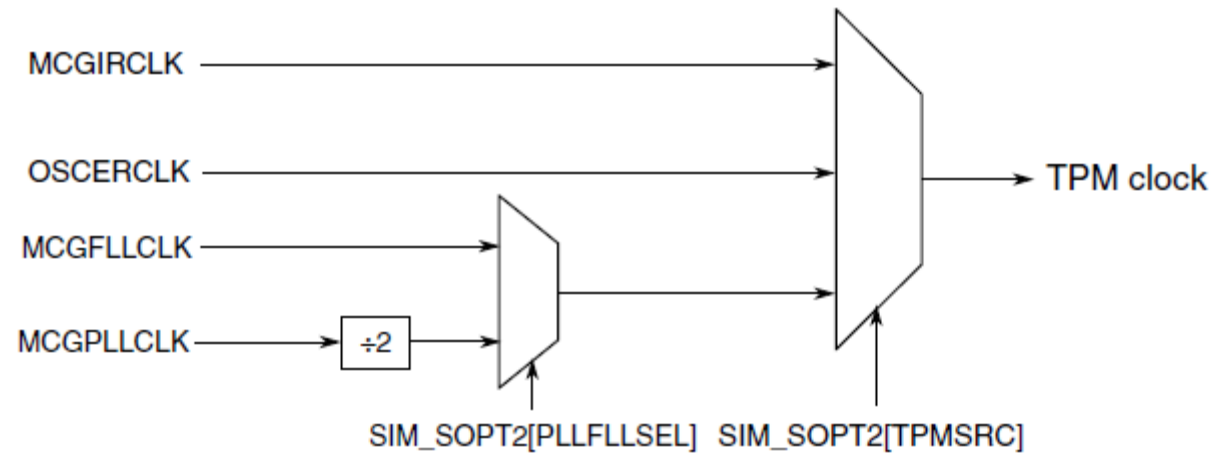 MCGIRCLK
OSCERCLK
TPM clock
MCGFLLCLK
MCGPLLCLK
÷2
SIM_SOPT2[PLLFLLSEL]
SIM_SOPT2[TPMSRC]